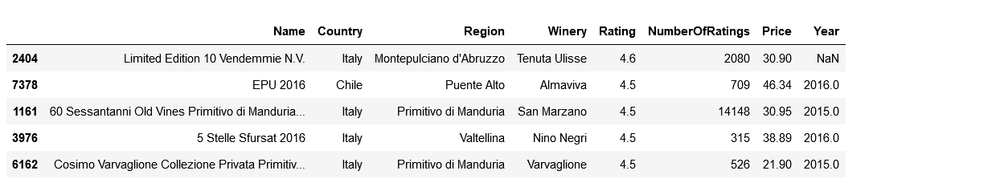 Name Country Region Winery Rating NumberOfRatings Price Year
2404 Limited Edition 10 Vendemmie N.V. Italy Montepulciano d'Abruzzo Tenuta Ulisse 4.6 2080 30.90 NaN
7378 EPU 2016 Chile Puente Alto Almaviva 4.5 709 46.34 2016.0
1161 60 Sessantanni Old Vines Primitivo di Manduria... Italy Primitivo di Manduria San Marzano 4.5 14148 30.95 2015.0
3976 5 Stelle Sfursat 2016 Italy Valtellina Nino Negri 4.5 315 38.89 2016.0
6162 Cosimo Varvaglione Collezione Privata Primitiv... Italy Primitivo di Manduria Varvaglione 4.5 526 21.90 2015.0